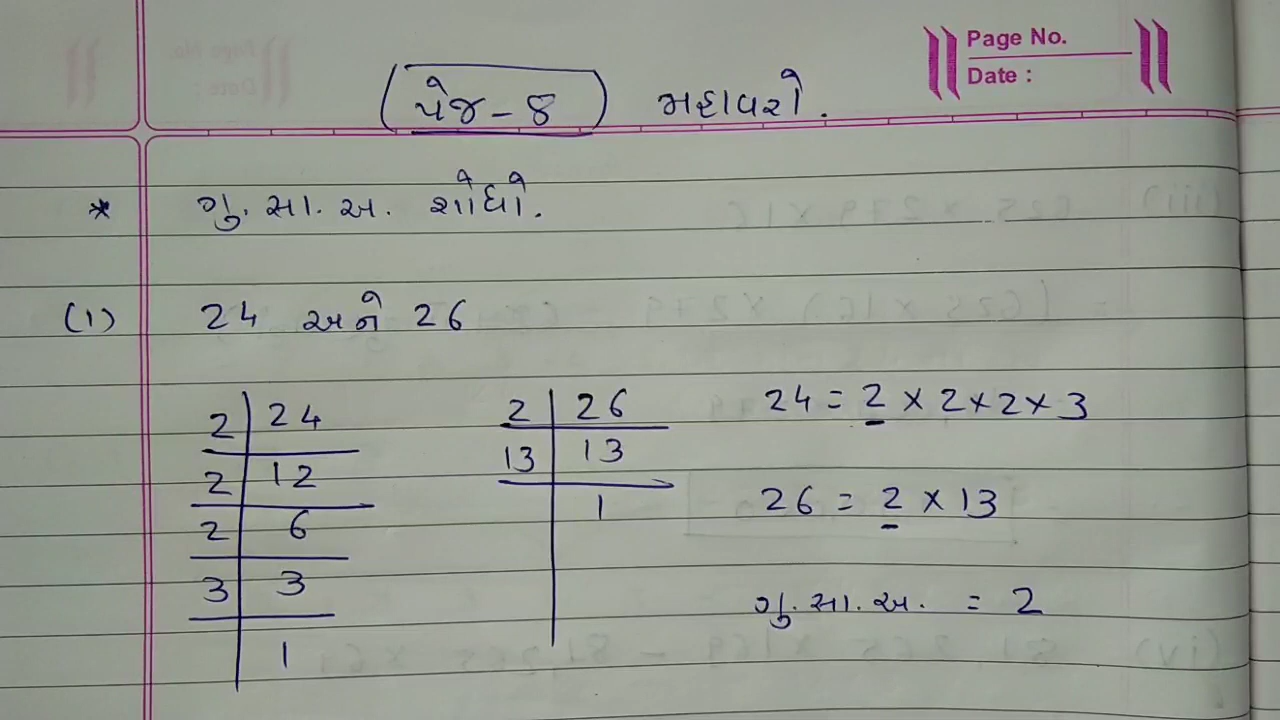 Page No.
Date :
પેજ - 8 મહાવરો.
* ગુ. સા. અ. શોધો.
(1) 24 અને 26
2 | 24
2 | 12
2 | 6
3 | 3
1
2 | 26
13 | 13
1
24 = 2 × 2 × 2 × 3
26 = 2 × 13
ગુ. સા. અ. = 2